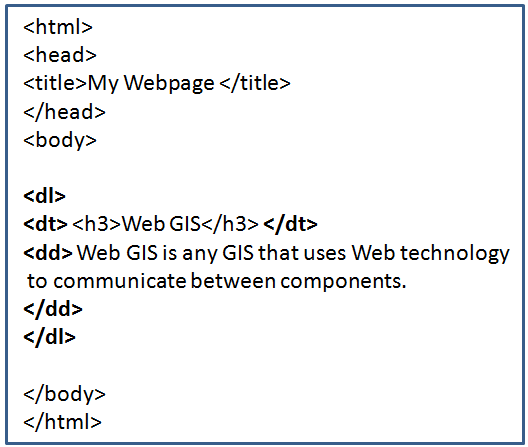 <html>
<head>
<title>My Webpage </title>
</head>
<body>
<dl>
<dt> <h3>Web GIS</h3> </dt>
<dd> Web GIS is any GIS that uses Web technology
to communicate between components.
</dd>
</dl>
</body>
</html>